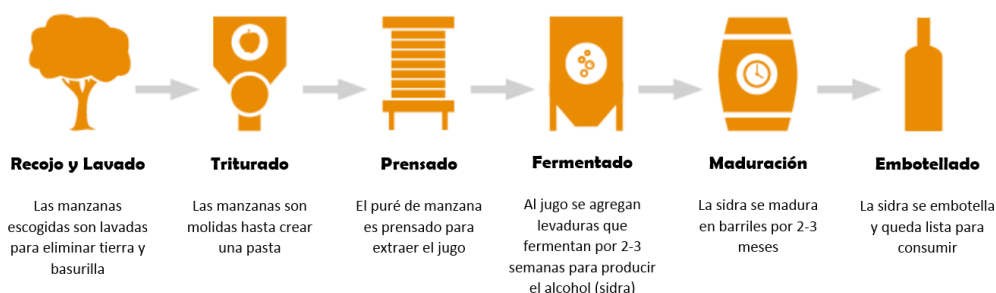 Recojo y Lavado
Las manzanas
escogidas son lavadas
para eliminar tierra y
basurilla
Triturado
Las manzanas son
molidas hasta crear
una pasta
Prensado
El puré de manzana
es prensado para
extraer el jugo
Fermentado
Al jugo se agregan
levaduras que
fermentan por 2-3
semanas para producir
el alcohol (sidra)
Maduración
La sidra se madura
en barriles por 2-3
meses
Embotellado
La sidra se embotella
y queda lista para
consumir